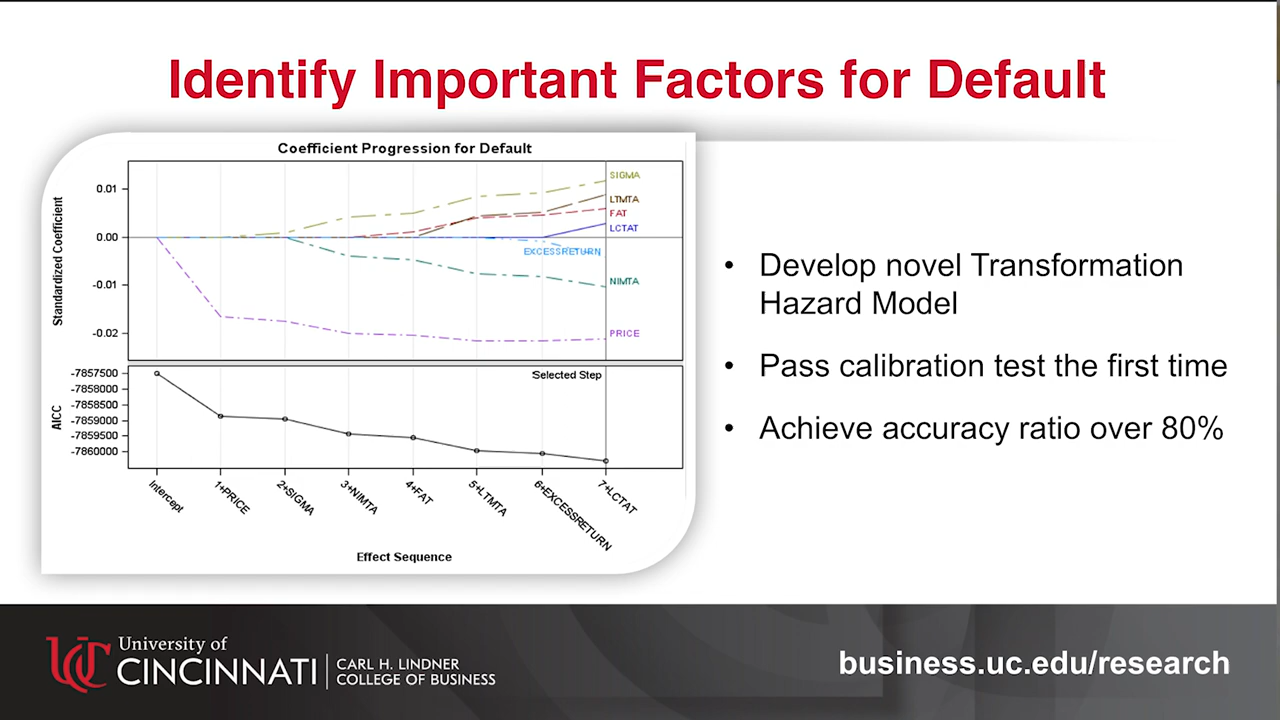 Identify Important Factors for Default
Coefficient Progression for Default
Standardized Coefficient
0.01
0.00
-0.01
-0.02
SIGMA
LTMTA
FAT
LCTAT
EXCESSRETURN
NIMTA
PRICE
AICC
-7857500
-7858000
-7858500
-7859000
-7859500
-7860000
Selected Step
Intercept
1+PRICE
2+SIGMA
3+NIMTA
4+FAT
5+LTMTA
6+EXCESSRETURN
7+LCTAT
Effect Sequence
• Develop novel Transformation
Hazard Model
• Pass calibration test the first time
• Achieve accuracy ratio over 80%
UC
University of
CINCINNATI
CARL H. LINDNER
COLLEGE OF BUSINESS
business.uc.edu/research